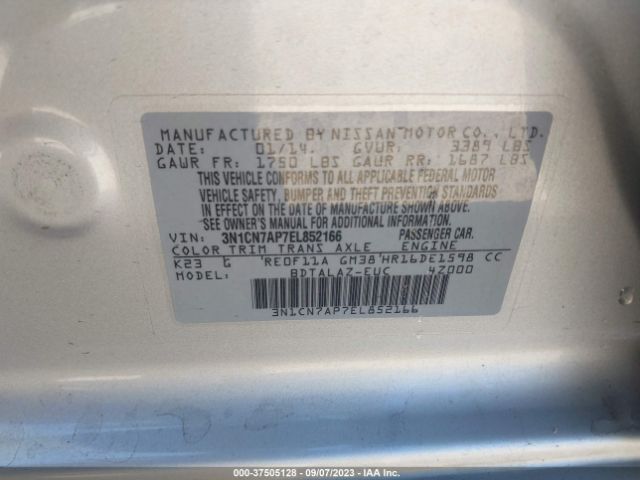 MANUFACTURED BY NISSAN MOTOR CO., LTD.
DATE: 01/14. GVWR: 3389 LBS
GAWR FR: 1750 LBS GAWR RR: 1687 LBS
THIS VEHICLE CONFORMS TO ALL APPLICABLE FEDERAL MOTOR
VEHICLE SAFETY, BUMPER AND THEFT PREVENTION STANDARDS
IN EFFECT ON THE DATE OF MANUFACTURE SHOWN ABOVE.
SEE OWNER'S MANUAL FOR ADDITIONAL INFORMATION.
VIN: 3N1CN7AP7EL852166 PASSENGER CAR.
COLOR TRIM TRANS AXLE ENGINE
K23 G RE0F11A GM38 HR16DE1598 CC
MODEL: BDTALAZ-EUC 4Z000
3N1CN7AP7EL852166
000-37505128 - 09/07/2023 - IAA Inc.